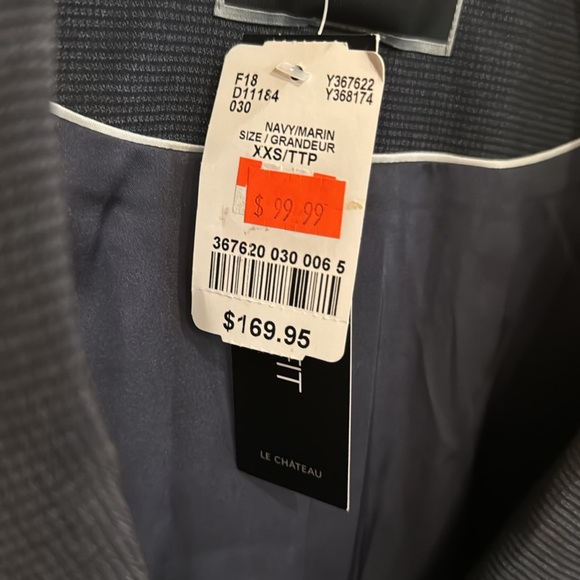 F18 Y367622
D11184 Y368174
030
NAVY/MARIN
SIZE / GRANDEUR
XXS/TTP
$ 99.99
367620 030 006 5
$169.95
FIT
LE CHÂTEAU